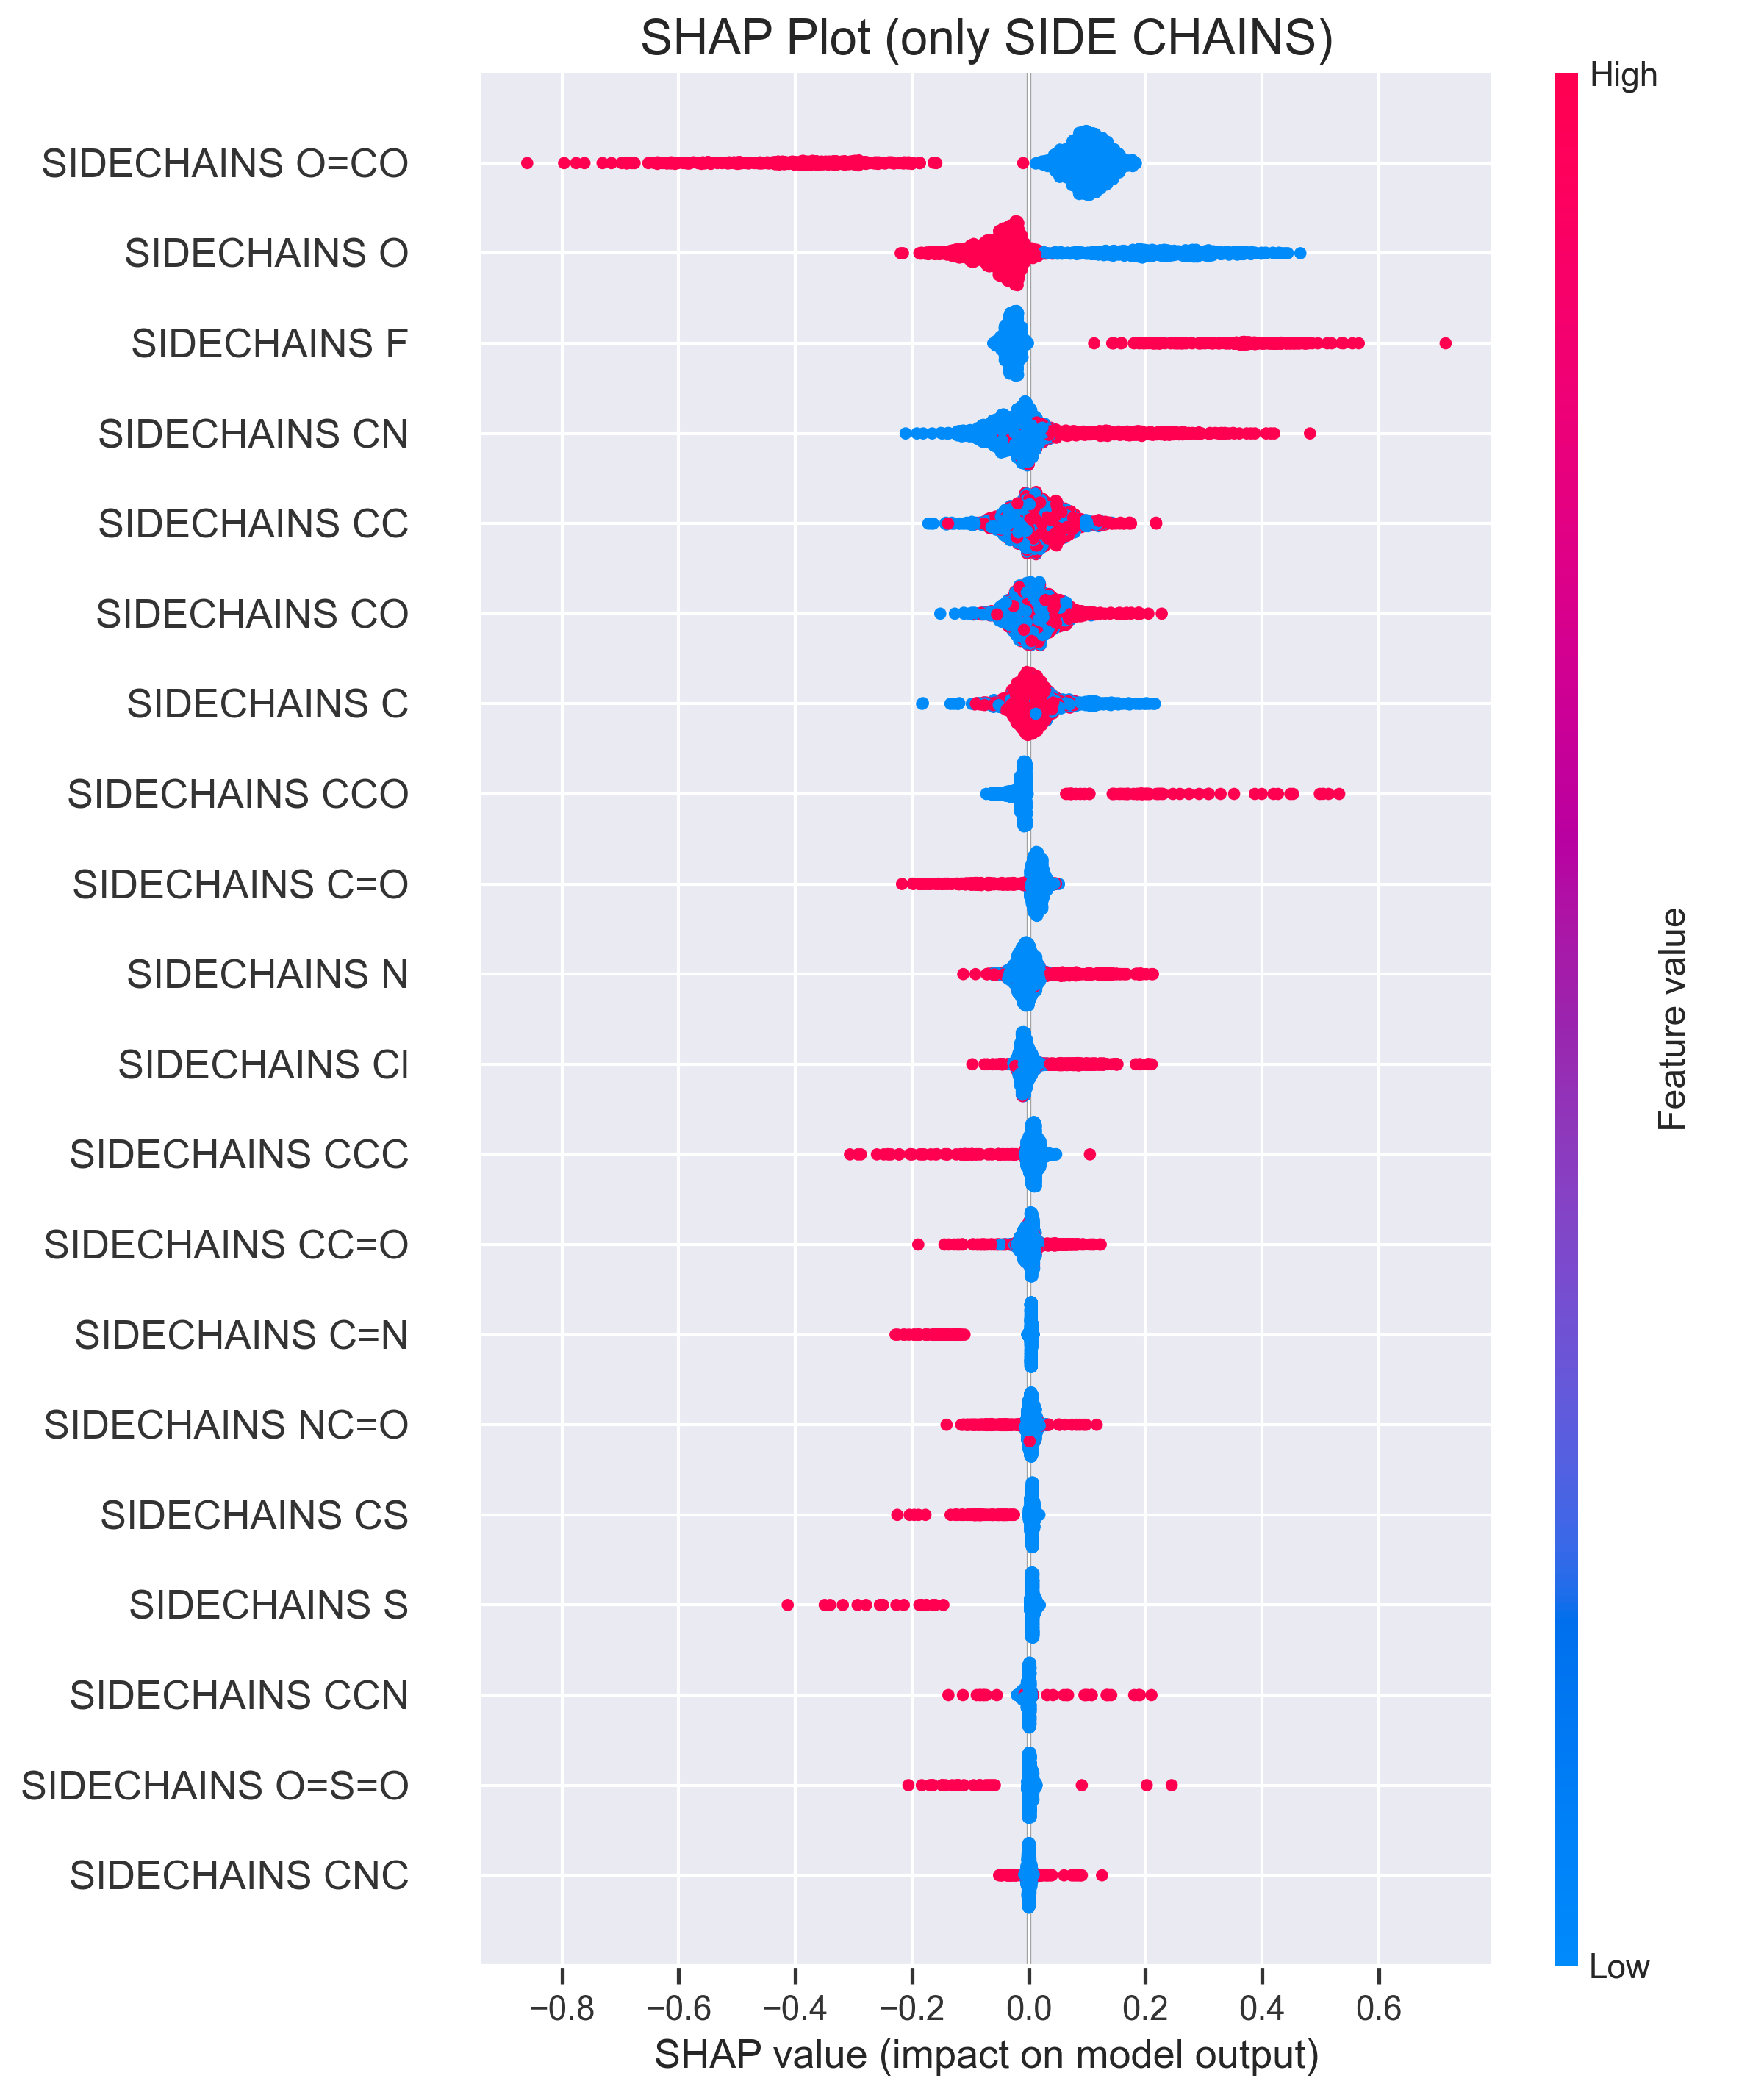 SHAP Plot (only SIDE CHAINS)
High
SIDECHAINS O=CO
SIDECHAINS O
SIDECHAINS F
SIDECHAINS CN
SIDECHAINS CC
SIDECHAINS CO
SIDECHAINS C
SIDECHAINS CCO
SIDECHAINS C=O
SIDECHAINS N
SIDECHAINS Cl
SIDECHAINS CCC
SIDECHAINS CC=O
SIDECHAINS C=N
SIDECHAINS NC=O
SIDECHAINS CS
SIDECHAINS S
SIDECHAINS CCN
SIDECHAINS O=S=O
SIDECHAINS CNC
Feature value
Low
−0.8 −0.6 −0.4 −0.2 0.0 0.2 0.4 0.6
SHAP value (impact on model output)